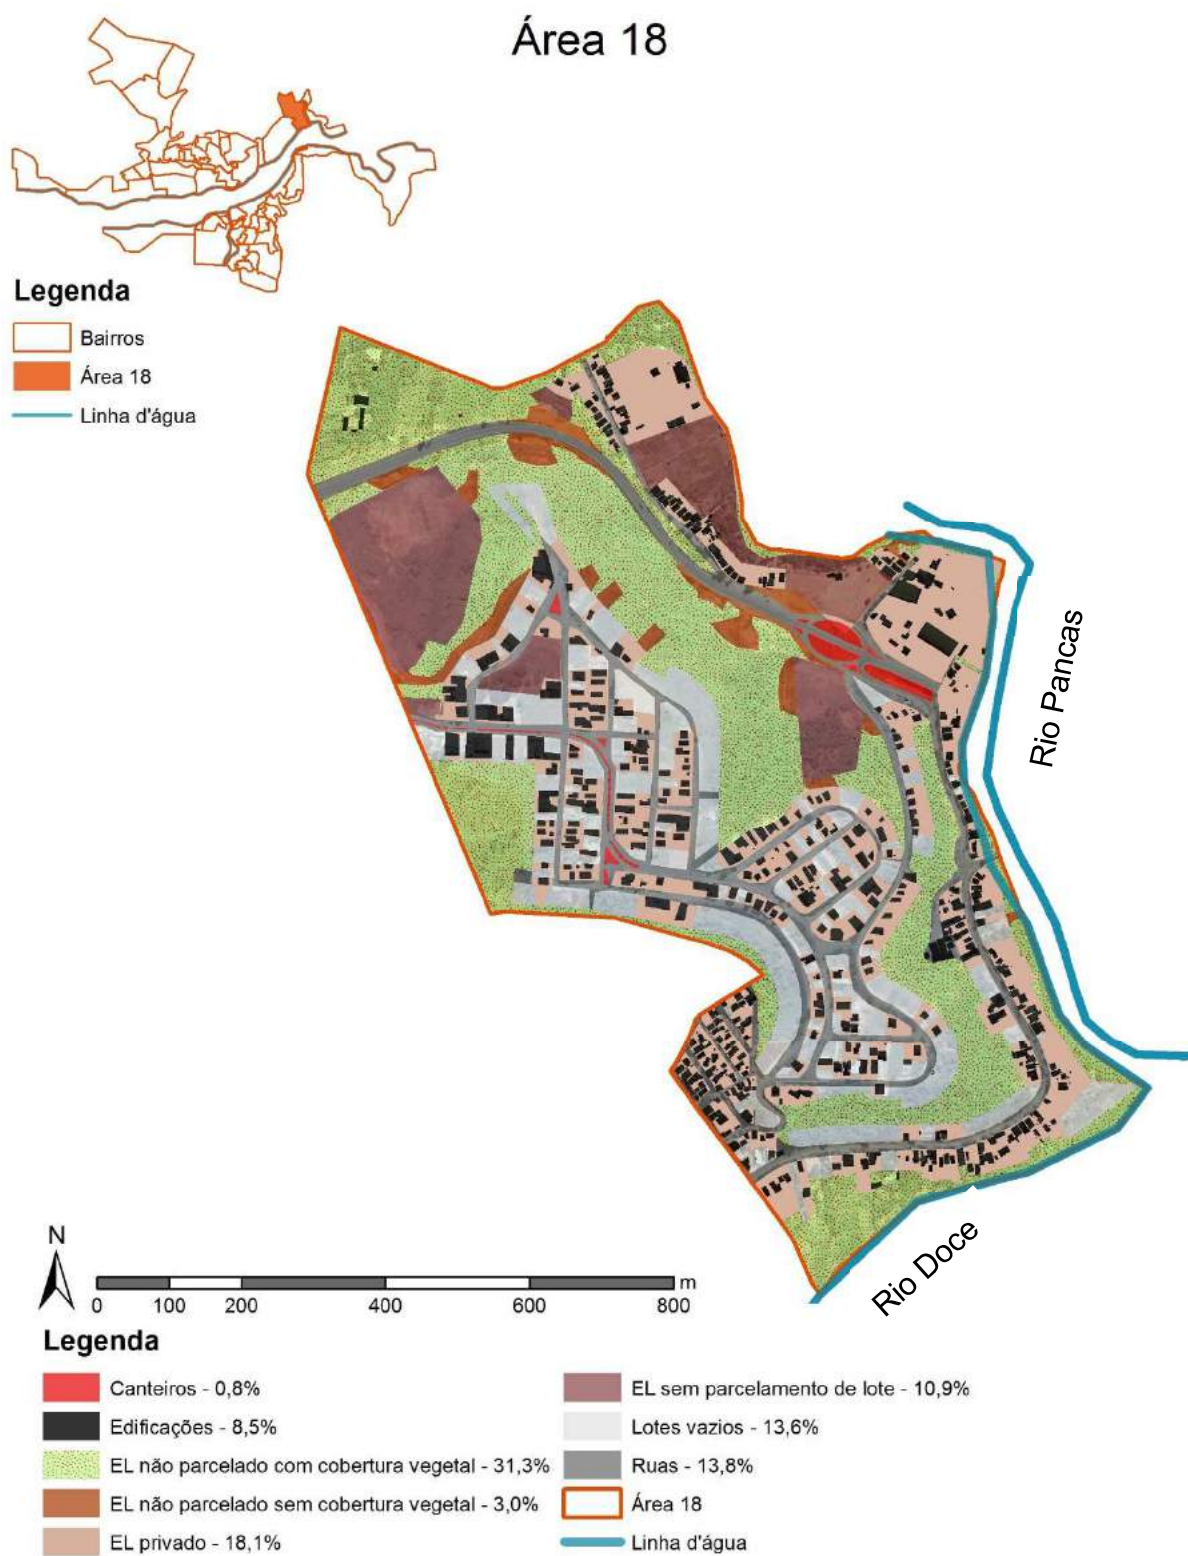 Área 18
Legenda
Bairros
Área 18
Linha d'água
Rio Pancas
Rio Doce
N
0 100 200 400 600 800 m
Legenda
Canteiros - 0,8%
Edificações - 8,5%
EL não parcelado com cobertura vegetal - 31,3%
EL não parcelado sem cobertura vegetal - 3,0%
EL privado - 18,1%
EL sem parcelamento de lote - 10,9%
Lotes vazios - 13,6%
Ruas - 13,8%
Área 18
Linha d'água